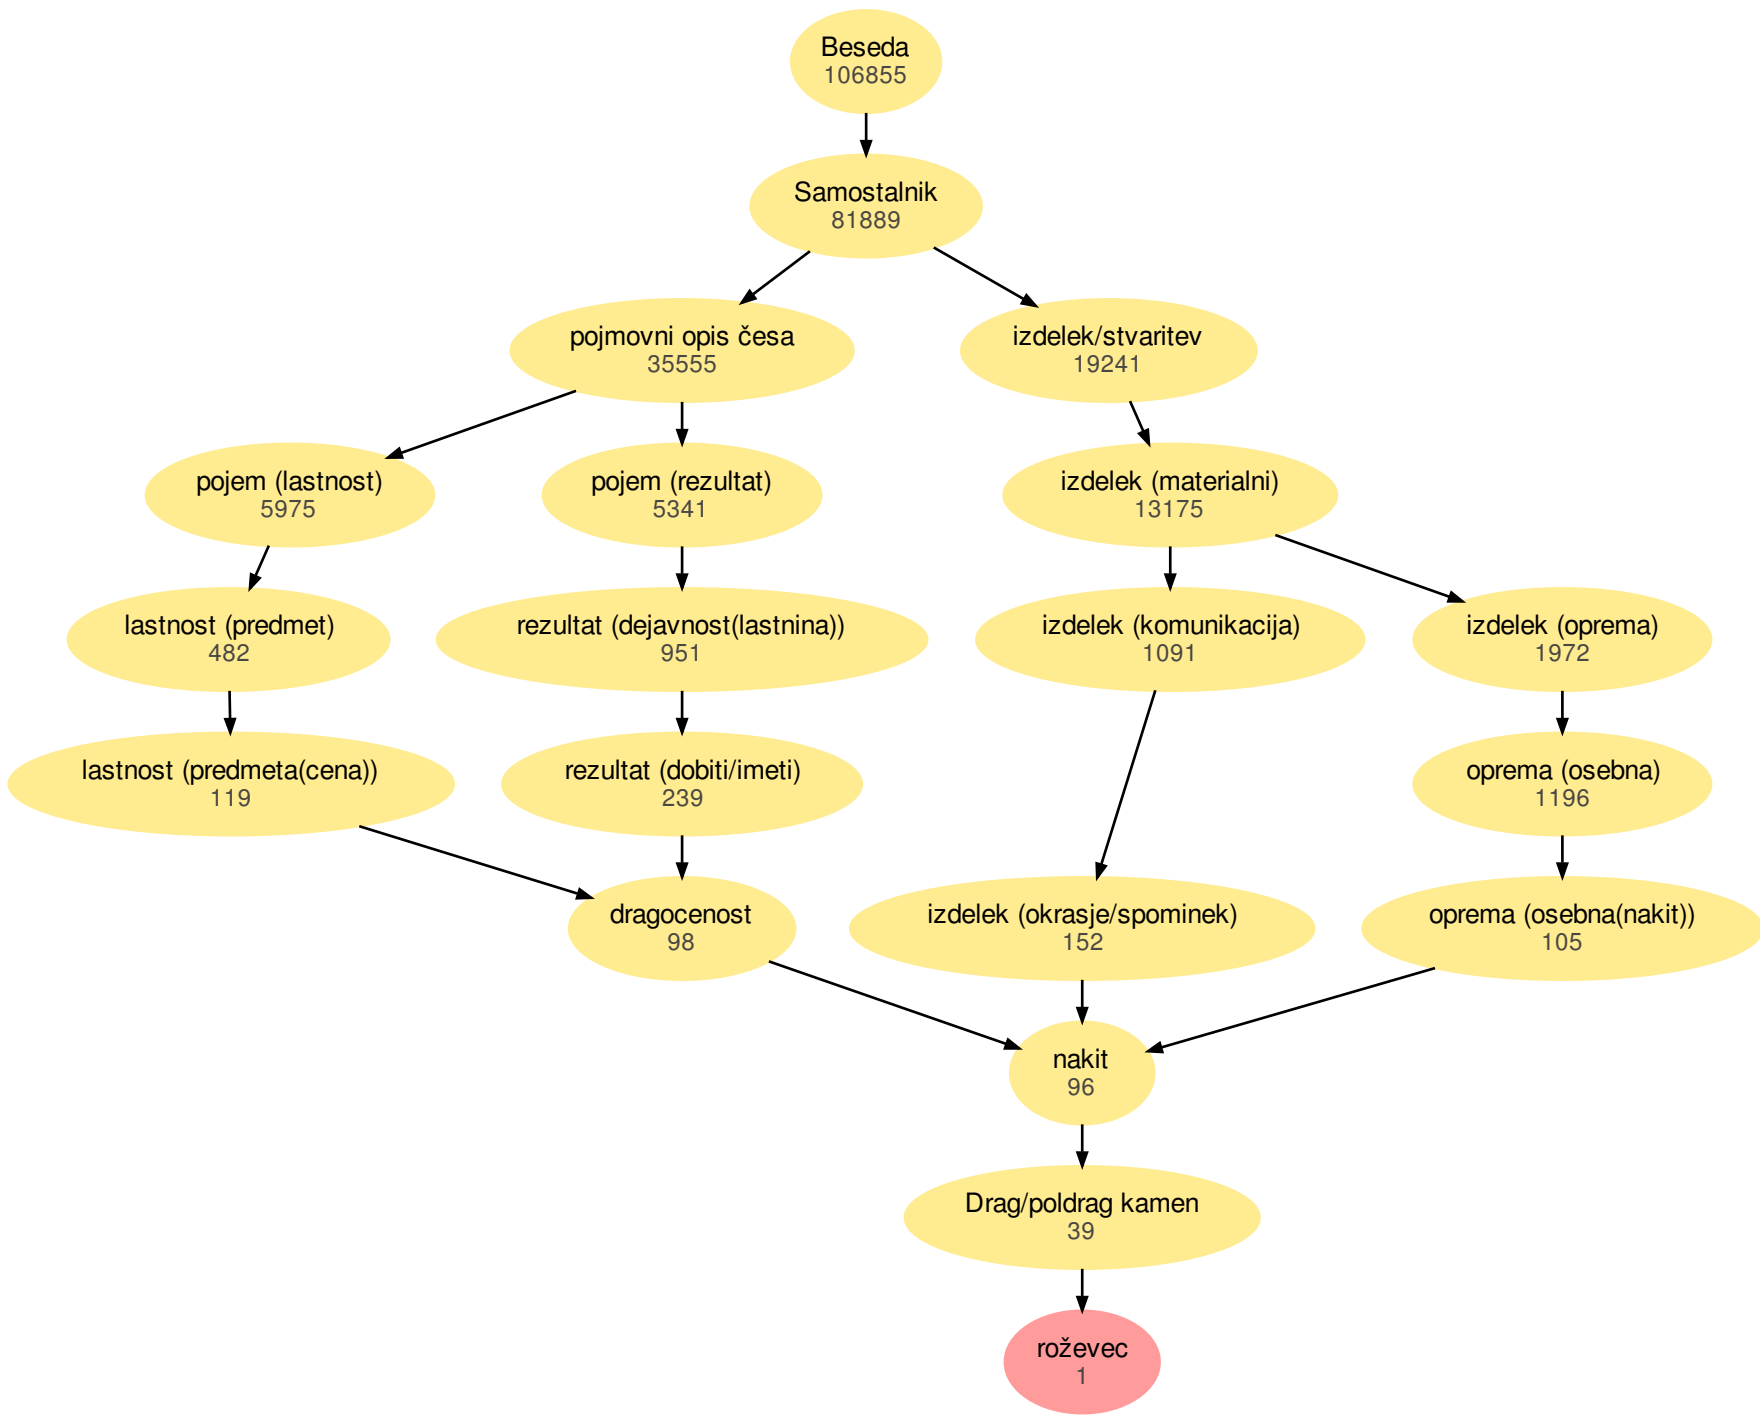 Beseda
106855
Samostalnik
81889
pojmovni opis česa
35555
izdelek/stvaritev
19241
pojem (lastnost)
5975
pojem (rezultat)
5341
izdelek (materialni)
13175
lastnost (predmet)
482
rezultat (dejavnost(lastnina))
951
izdelek (komunikacija)
1091
izdelek (oprema)
1972
lastnost (predmeta(cena))
119
rezultat (dobiti/imeti)
239
oprema (osebna)
1196
dragocenost
98
izdelek (okrasje/spominek)
152
oprema (osebna(nakit))
105
nakit
96
Drag/poldrag kamen
39
roževec
1